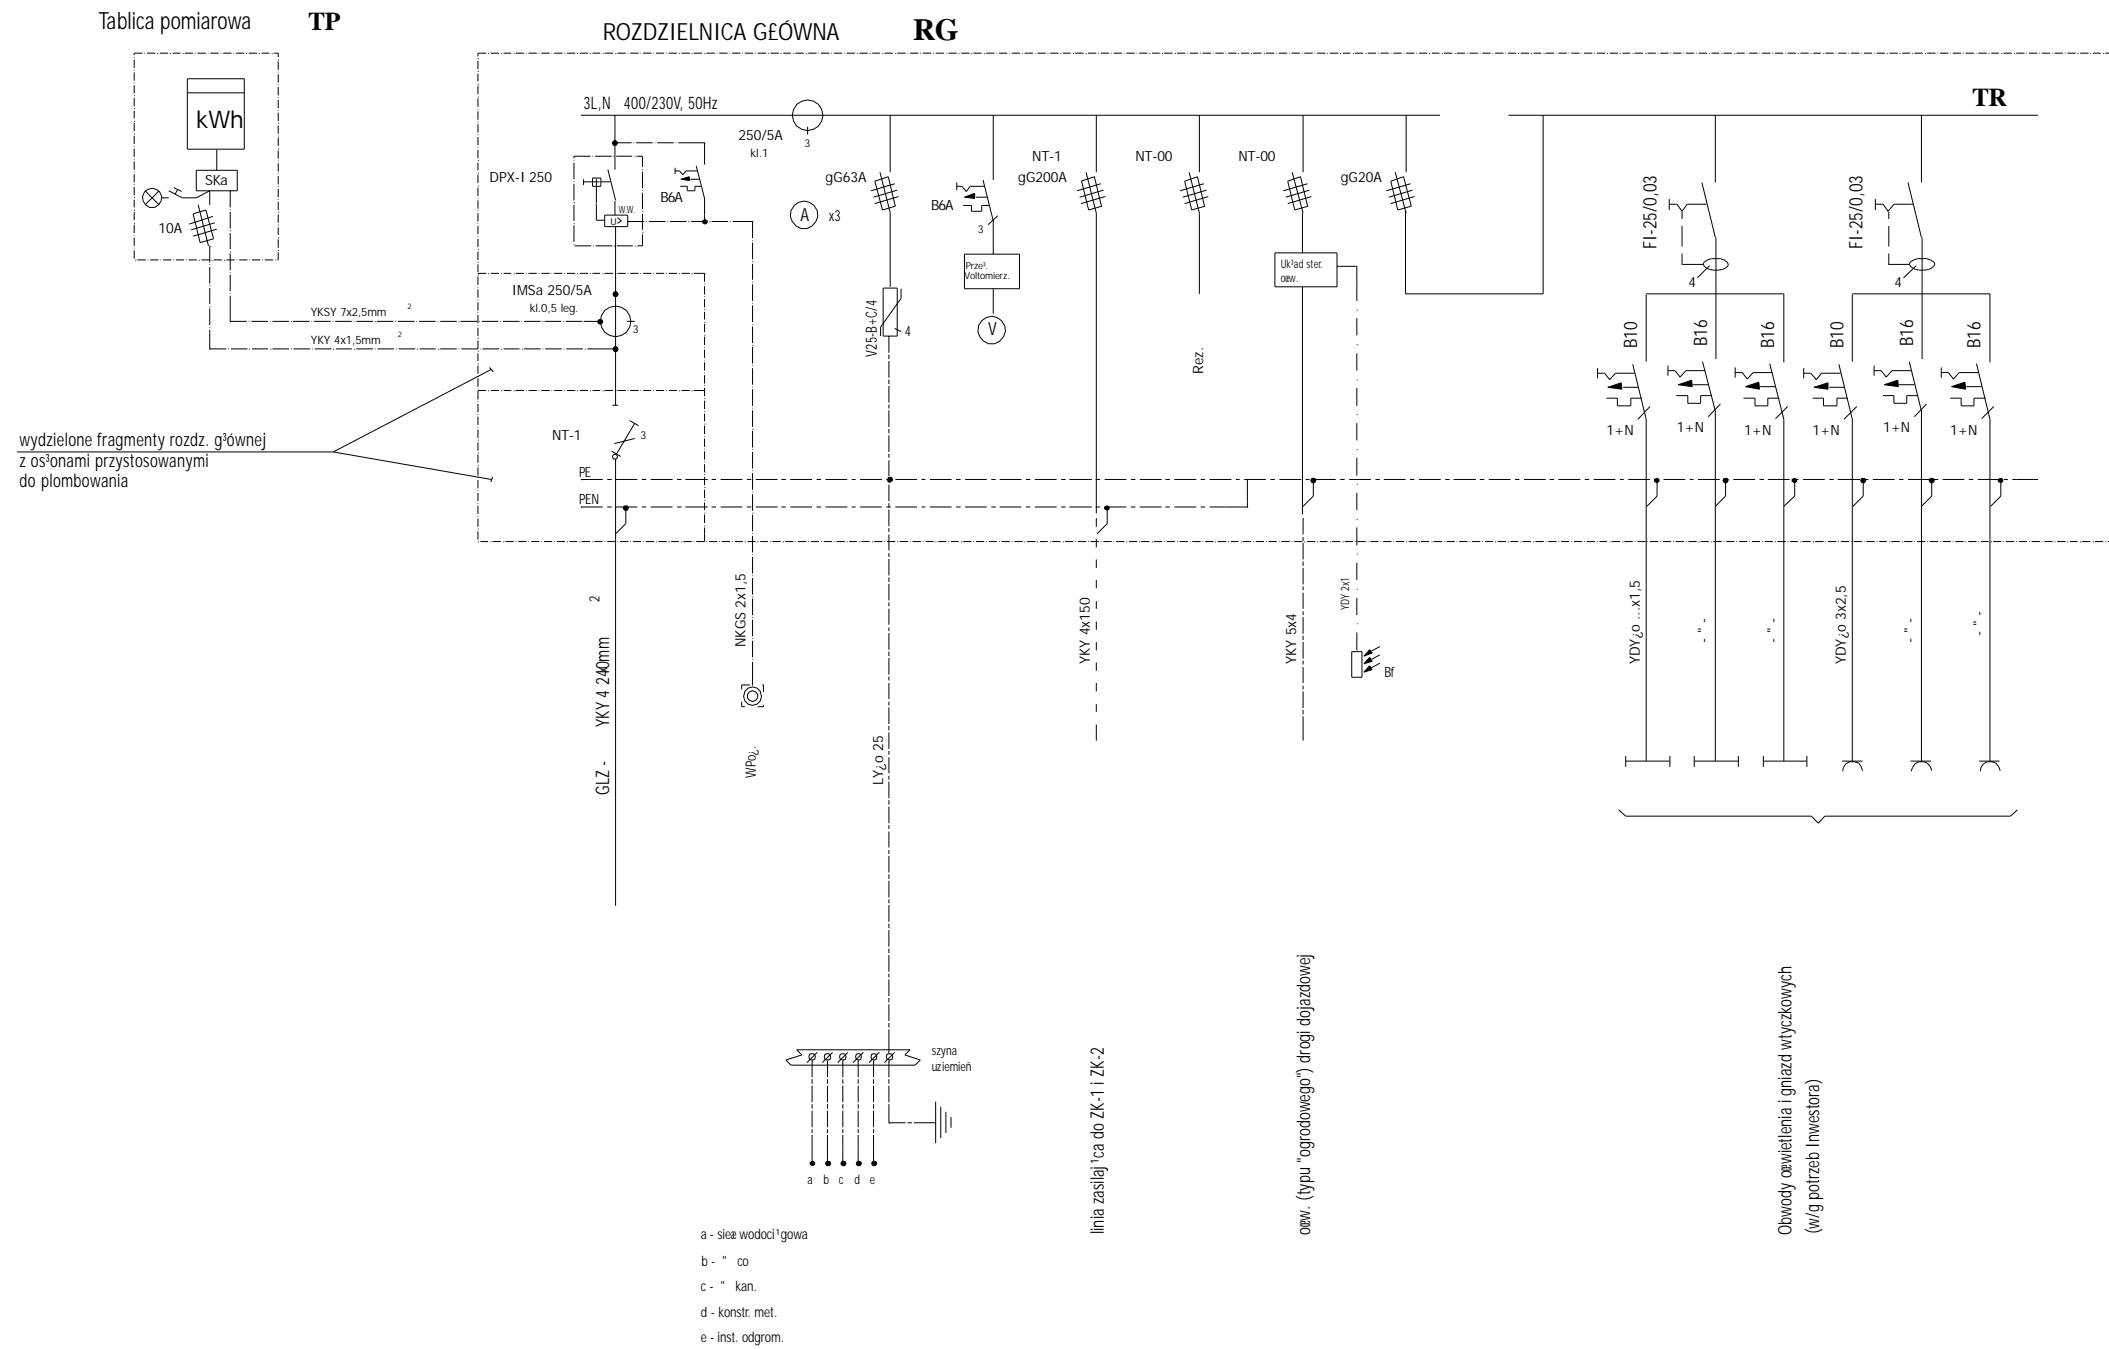 Tablica pomiarowa TP
ROZDZIELNICA G£ÓWNA RG
TR
kWh
SKa
10A
3L,N 400/230V, 50Hz
250/5A
kl.1
3
DPX-I 250
W.W.
U>
B6A
A
x3
gG63A
B6A
3
Prze³.
Voltomierz.
V
NT-1
gG200A
NT-00
NT-00
gG20A
Uk³ad ster.
oœw.
FI-25/0,03
4
FI-25/0,03
4
IMSa 250/5A
kl.0,5 leg.
3
YKSY 7x2,5mm 2
YKY 4x1,5mm 2
V25-B+C/4
4
Rez.
B10
B16
B16
B10
B16
B16
1+N
1+N
1+N
1+N
1+N
1+N
NT-1
3
wydzielone fragmenty rozdz. g³ównej
z os³onami przystosowanymi
do plombowania
PE
PEN
GLZ - YKY 4 240mm 2
NKGS 2x1,5
WPo¿.
LY¿o 25
YKY 4x150
YKY 5x4
YDY 2x1
Bf
YDY¿o ...x1,5
- " -
- " -
YDY¿o 3x2,5
- " -
- " -
szyna
uziemień
a b c d e
linia zasilaj¹ca do ZK-1 i ZK-2
oœw. (typu "ogrodowego") drogi dojazdowej
Obwody oœwietlenia i gniazd wtyczkowych
(w/g potrzeb Inwestora)
a - sieæ wodoci¹gowa
b - " co
c - " kan.
d - konstr. met.
e - inst. odgrom.